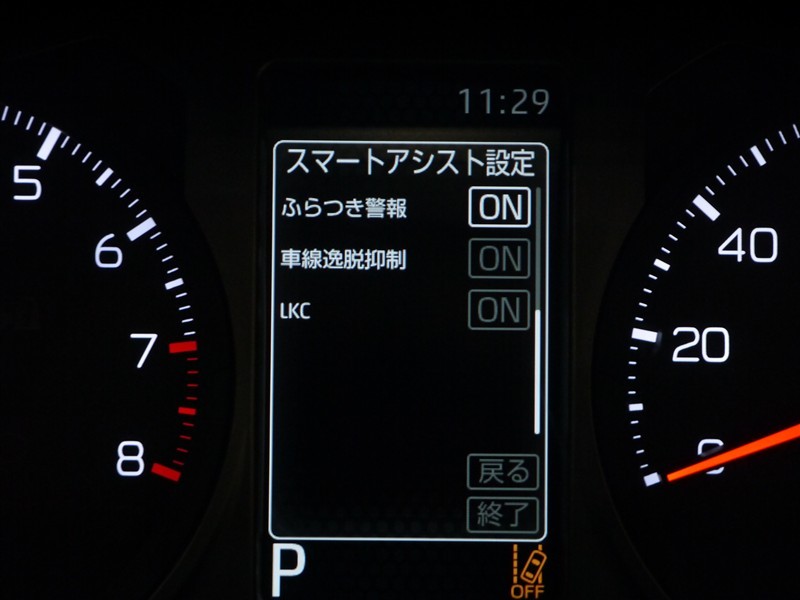 11:29
スマートアシスト設定
ふらつき警報 ON
車線逸脱抑制 ON
LKC ON
戻る
終了
P
OFF
5
6
7
8
40
20
0